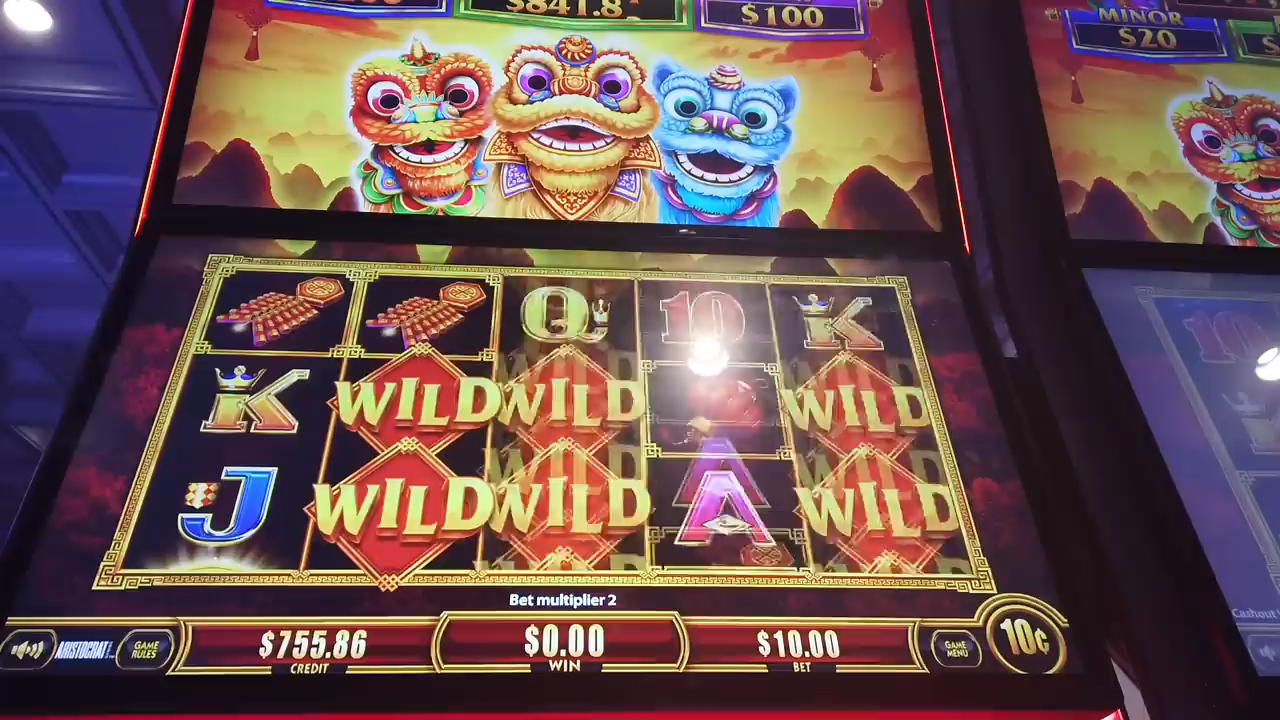 $841.8
$100
MINOR
$20
Q 10 K
K WILD WILD WILD
J WILD WILD A WILD
10
Bet multiplier 2
ARISTOCRAT
GAME RULES
$755.86
CREDIT
$0.00
WIN
$10.00
BET
GAME MENU
10¢
Cashout